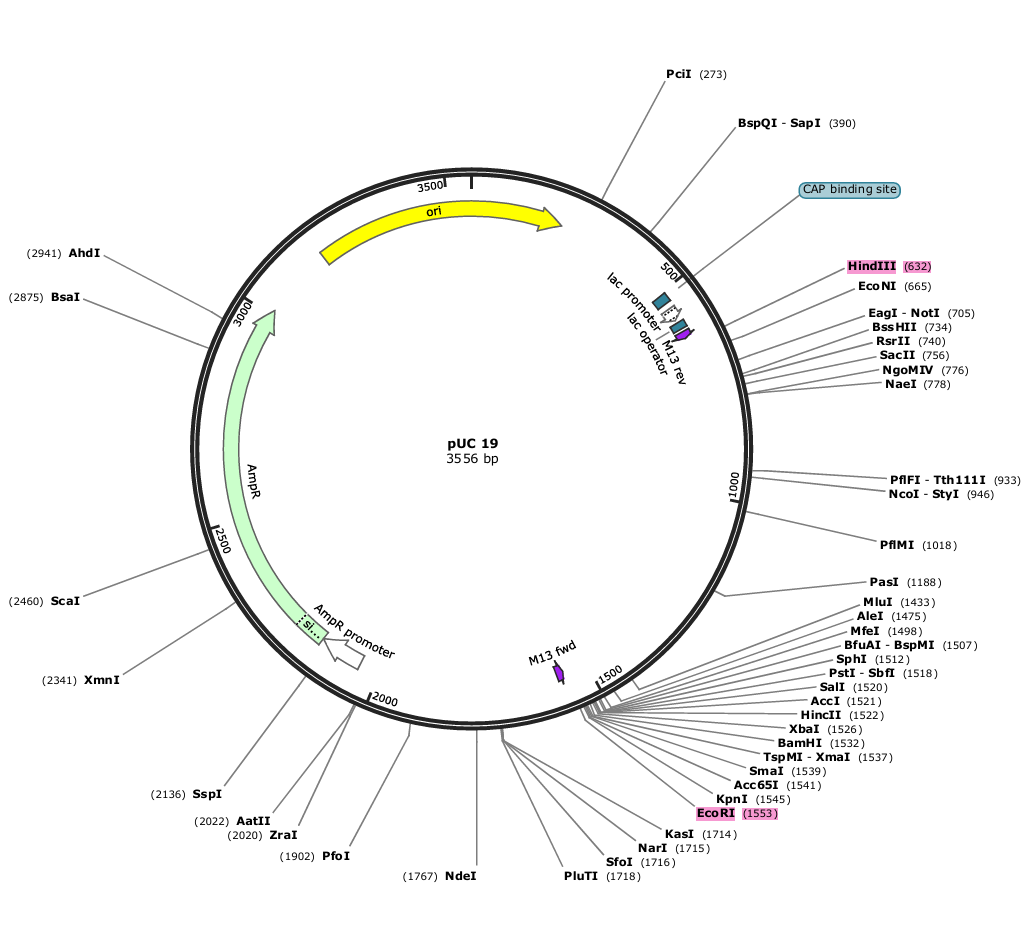 PciI (273)
BspQI - SapI (390)
CAP binding site
HindIII (632)
EcoNI (665)
EagI - NotI (705)
BssHII (734)
RsrII (740)
SacII (756)
NgoMIV (776)
NaeI (778)
PflFI - Tth111I (933)
NcoI - StyI (946)
PflMI (1018)
PasI (1188)
MluI (1433)
AleI (1475)
MfeI (1498)
BfuAI - BspMI (1507)
SphI (1512)
PstI - SbfI (1518)
SalI (1520)
AccI (1521)
HincII (1522)
XbaI (1526)
BamHI (1532)
TspMI - XmaI (1537)
SmaI (1539)
Acc65I (1541)
KpnI (1545)
EcoRI (1553)
KasI (1714)
NarI (1715)
SfoI (1716)
PluTI (1718)
(1767) NdeI
(1902) PfoI
(2020) ZraI
(2022) AatII
(2136) SspI
(2341) XmnI
(2460) ScaI
(2875) BsaI
(2941) AhdI
3500
500
1000
1500
2000
2500
3000
ori
lac promoter
lac operator
M13 rev
M13 fwd
AmpR promoter
si...
AmpR
pUC 19
3556 bp